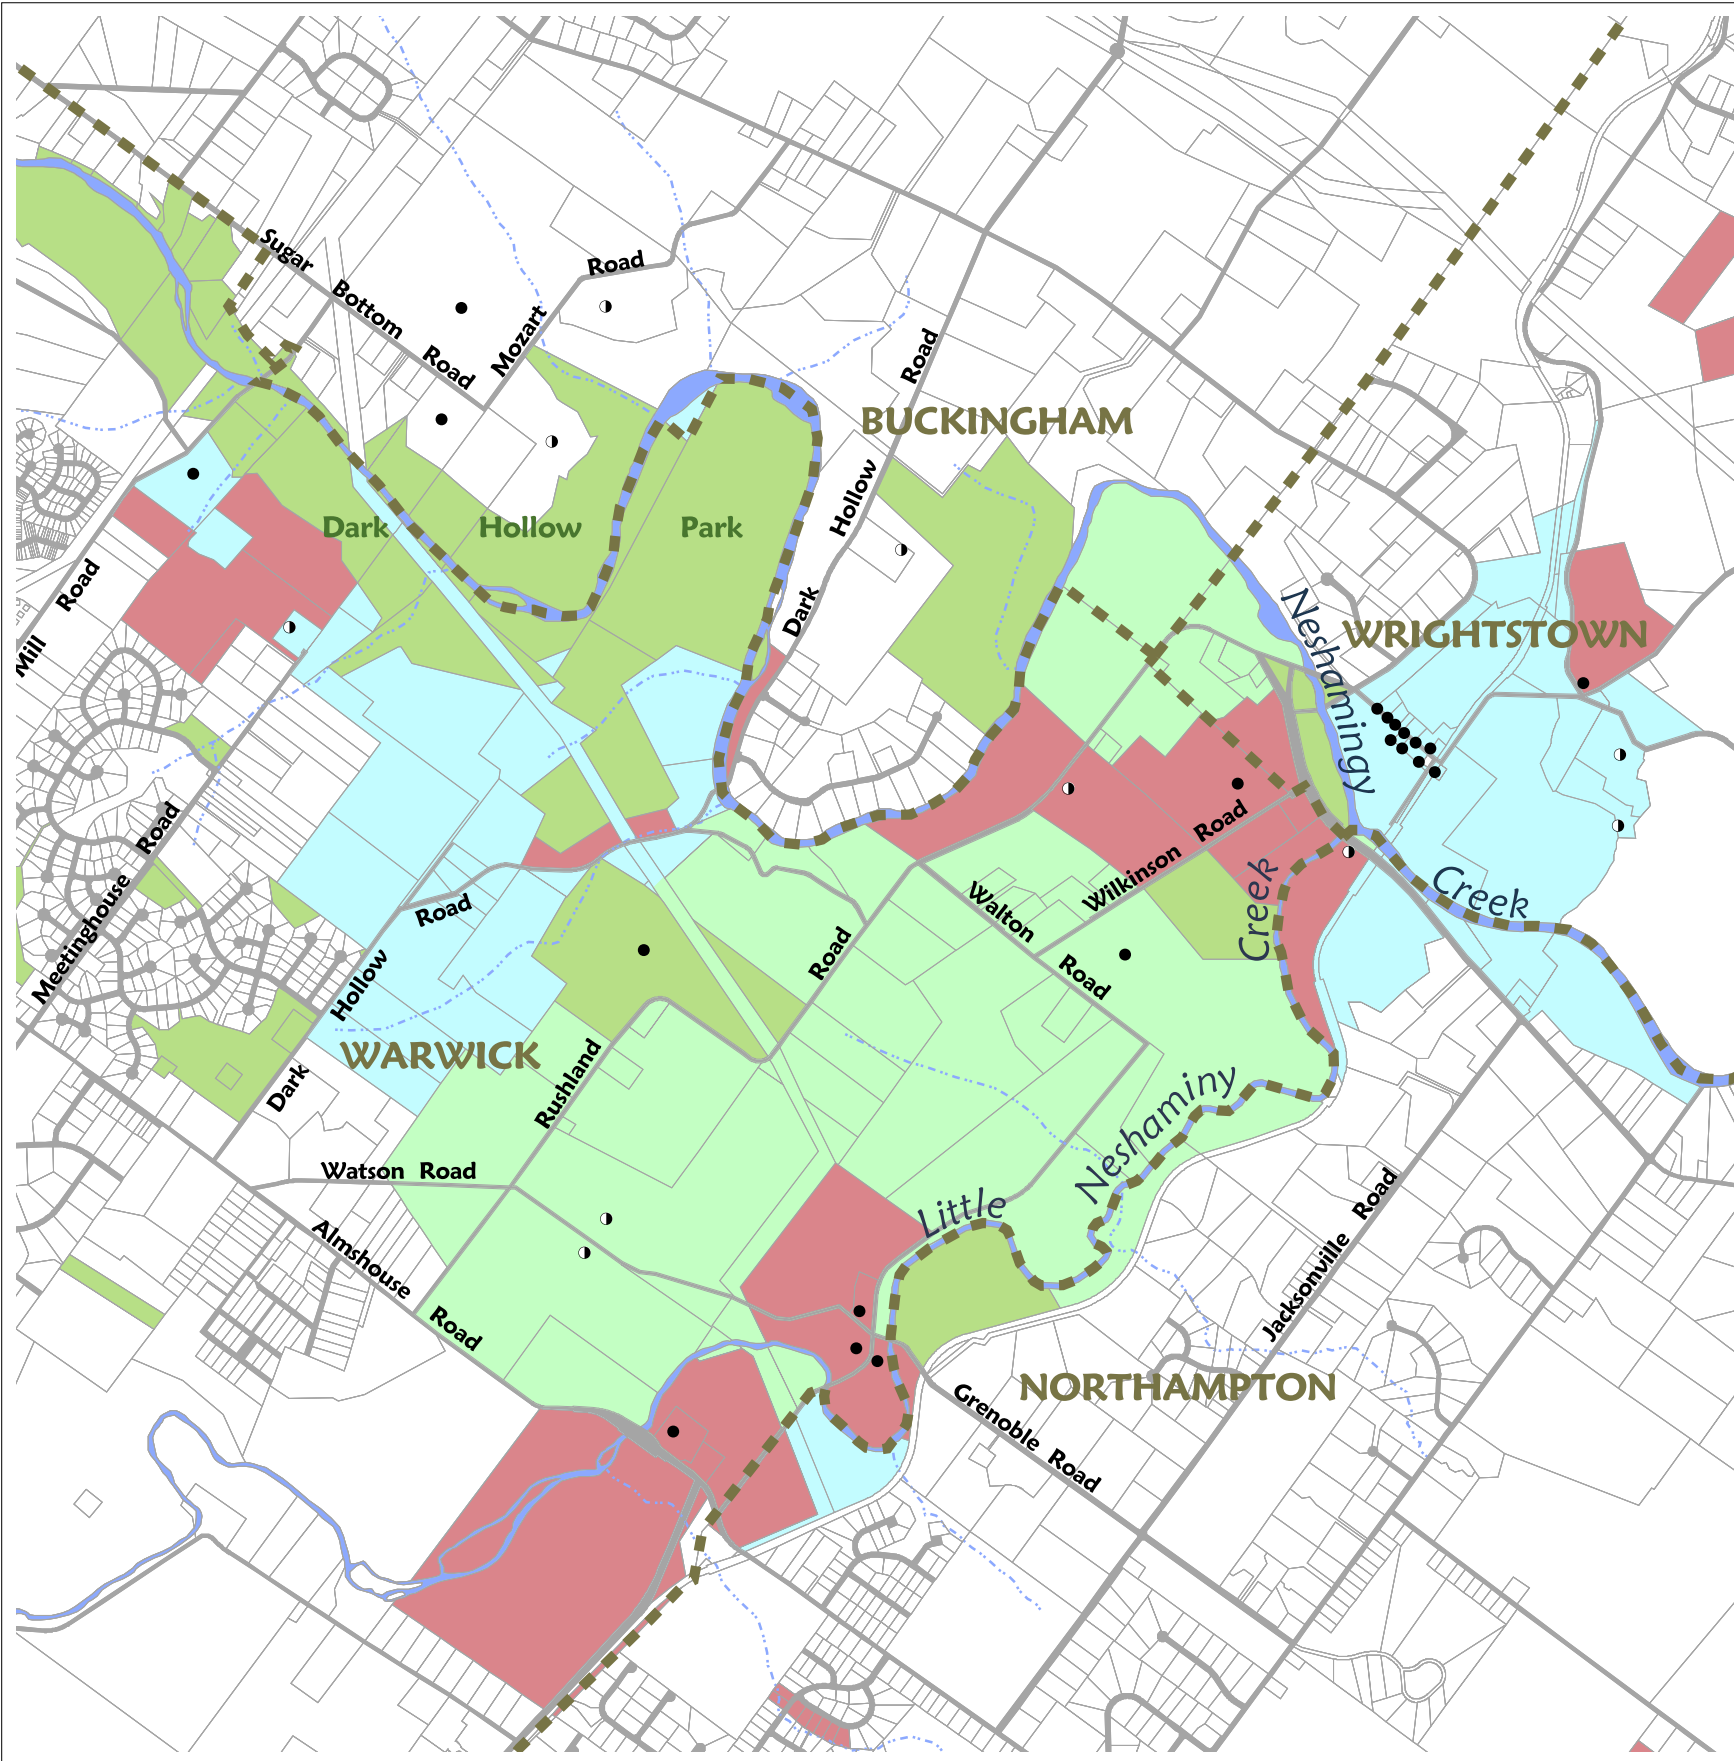 Sugar
Bottom
Road
Mozart
Road
Road
BUCKINGHAM
Hollow
Dark
Dark
Hollow
Park
Mill
Road
Neshamingy
WRIGHTSTOWN
Creek
Creek
Wilkinson
Road
Walton
Road
Road
Hollow
Dark
Meetinghouse
Road
Road
WARWICK
Rushland
Neshaminy
Little
Watson Road
Almshouse
Road
Jacksonville
Road
NORTHAMPTON
Grenoble
Road